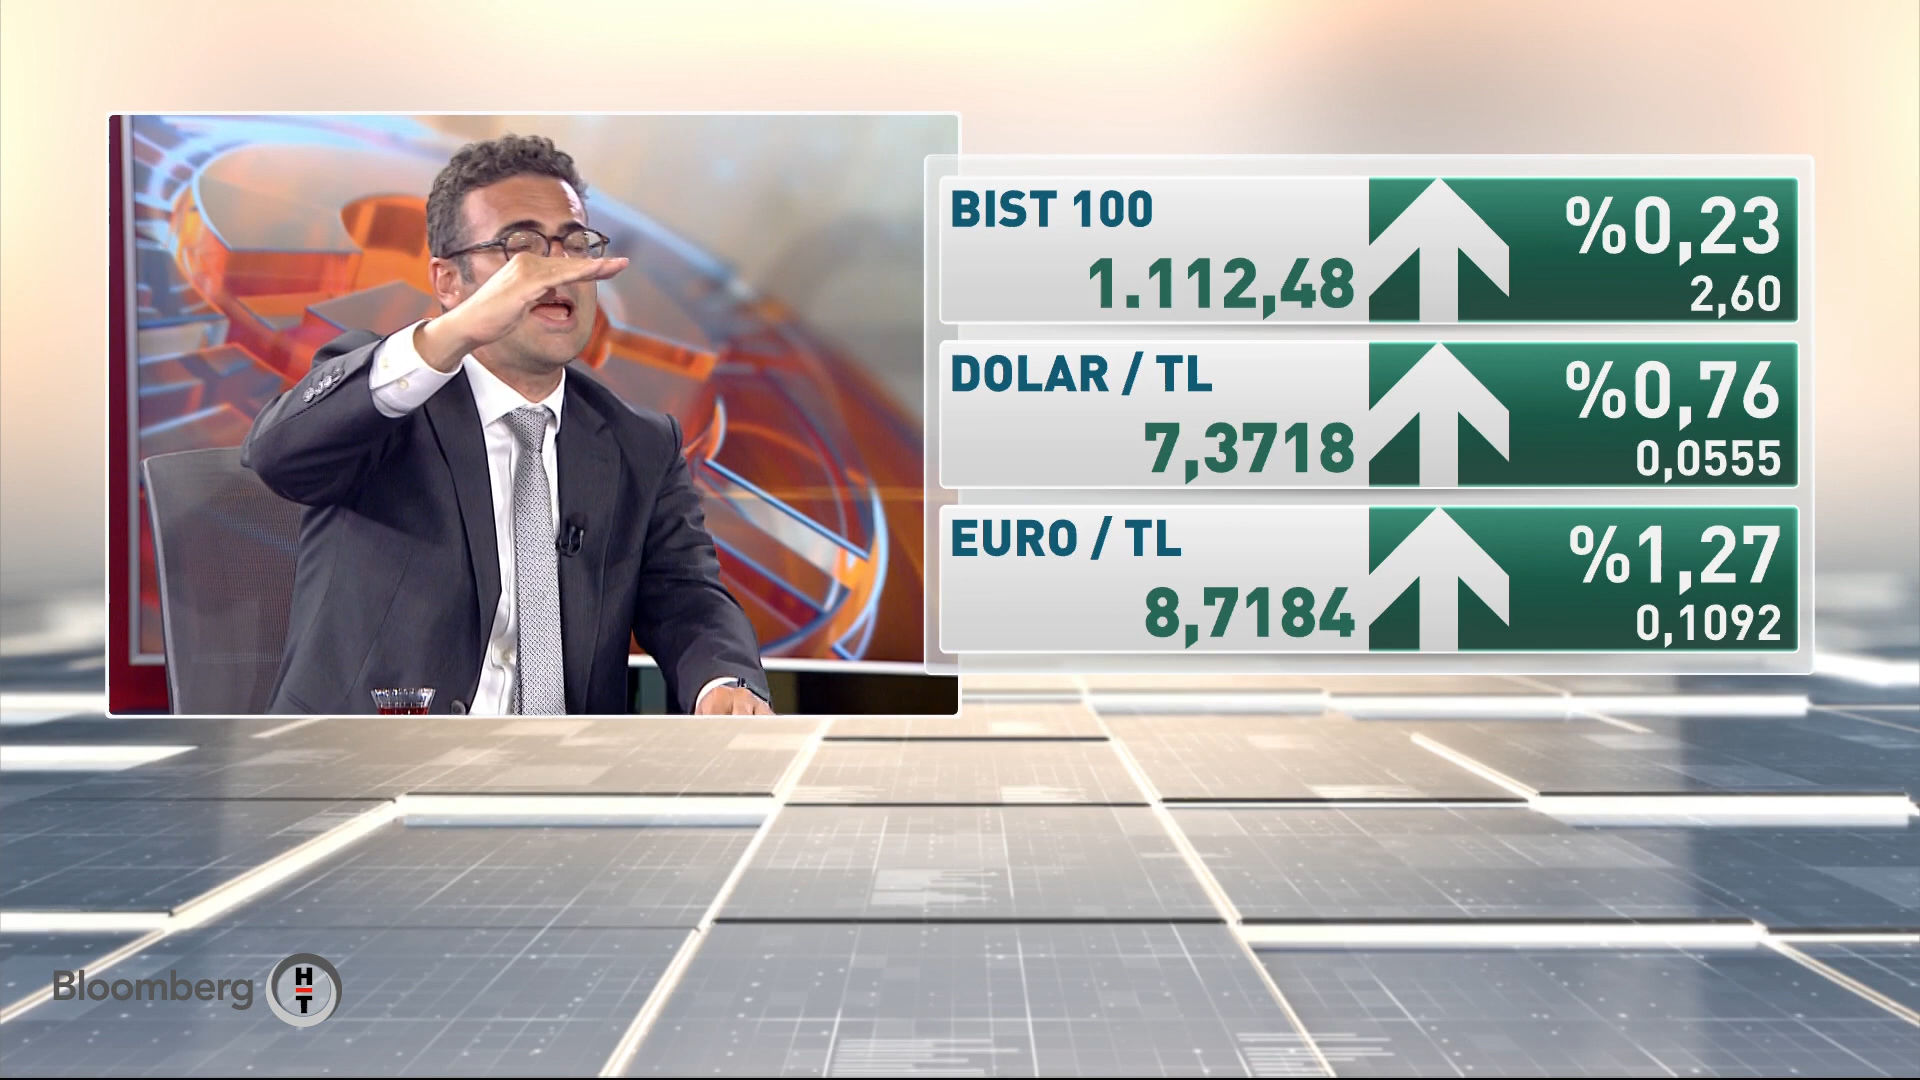 BIST 100
1.112,48
%0,23
2,60
DOLAR / TL
7,3718
%0,76
0,0555
EURO / TL
8,7184
%1,27
0,1092
Bloomberg HT